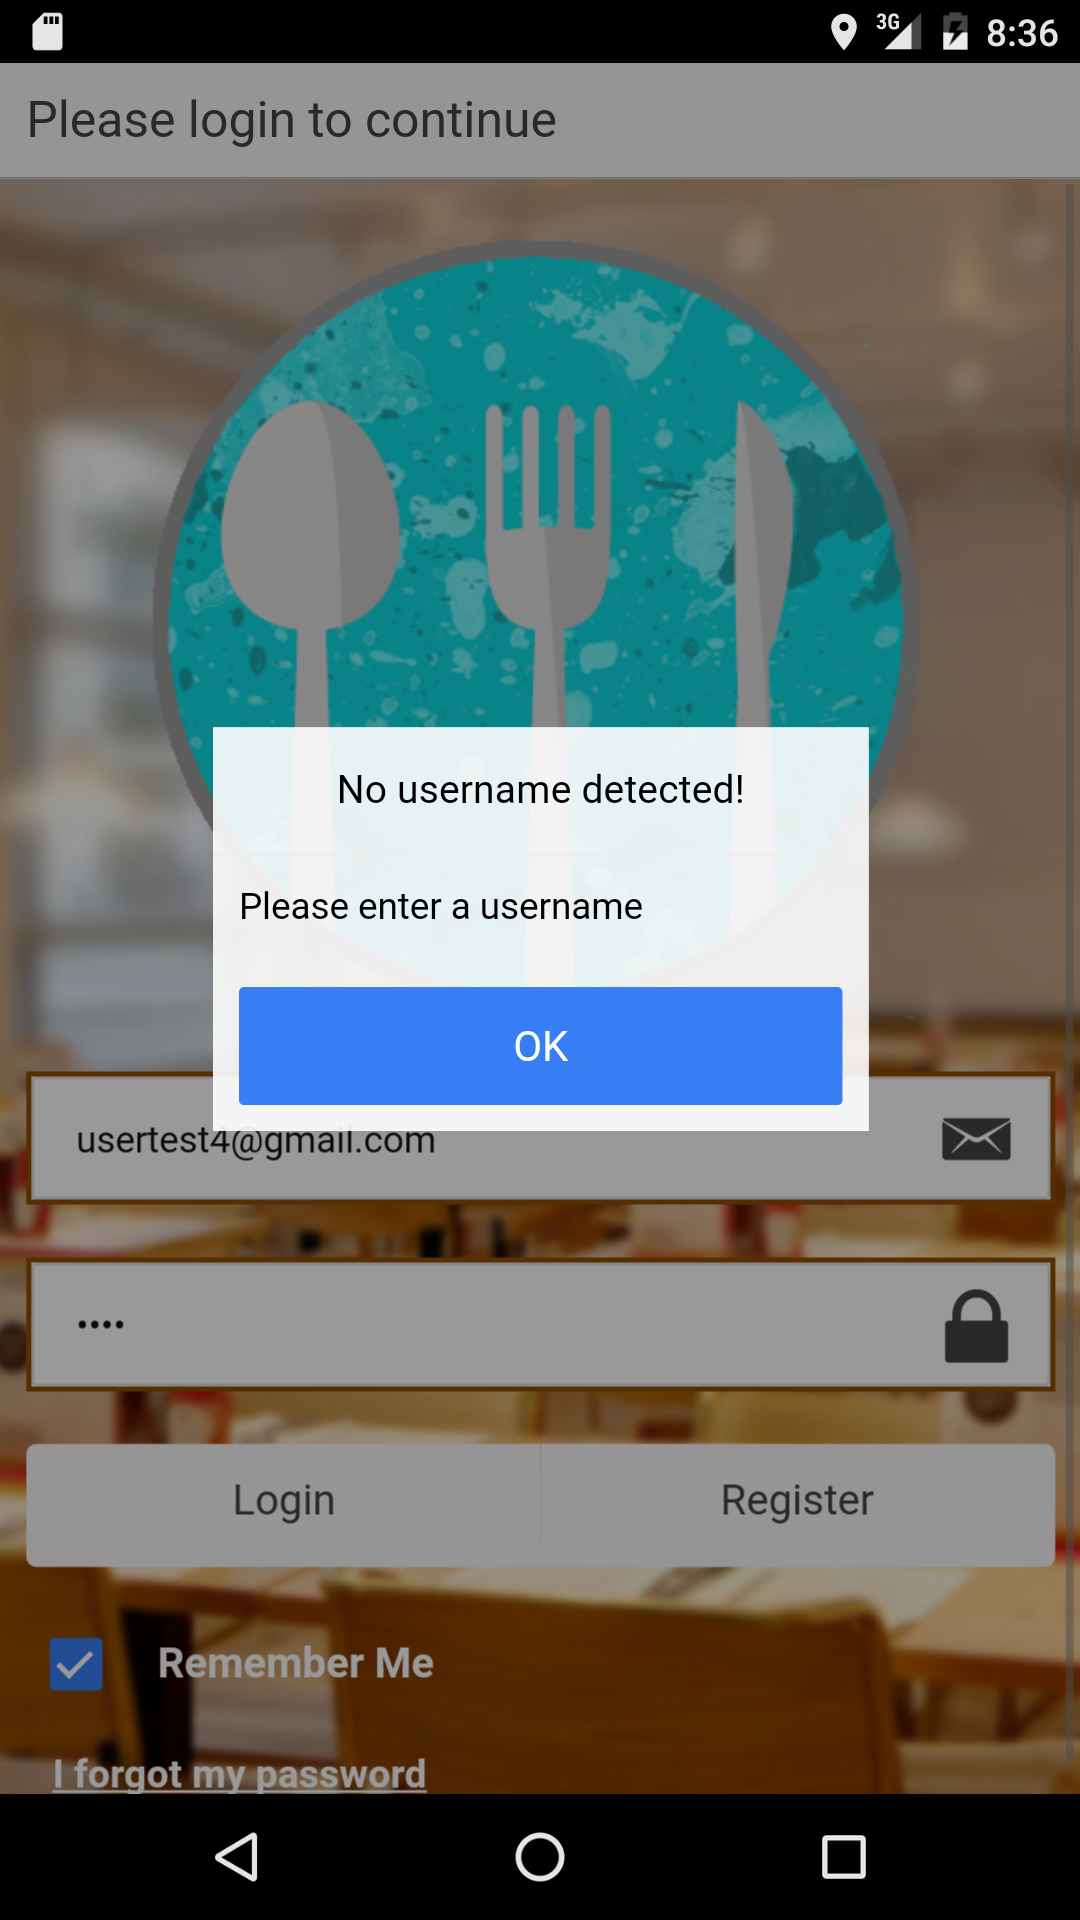 3G 8:36
Please login to continue
No username detected!
Please enter a username
OK
usertest4@gmail.com
••••
Login Register
Remember Me
I forgot my password